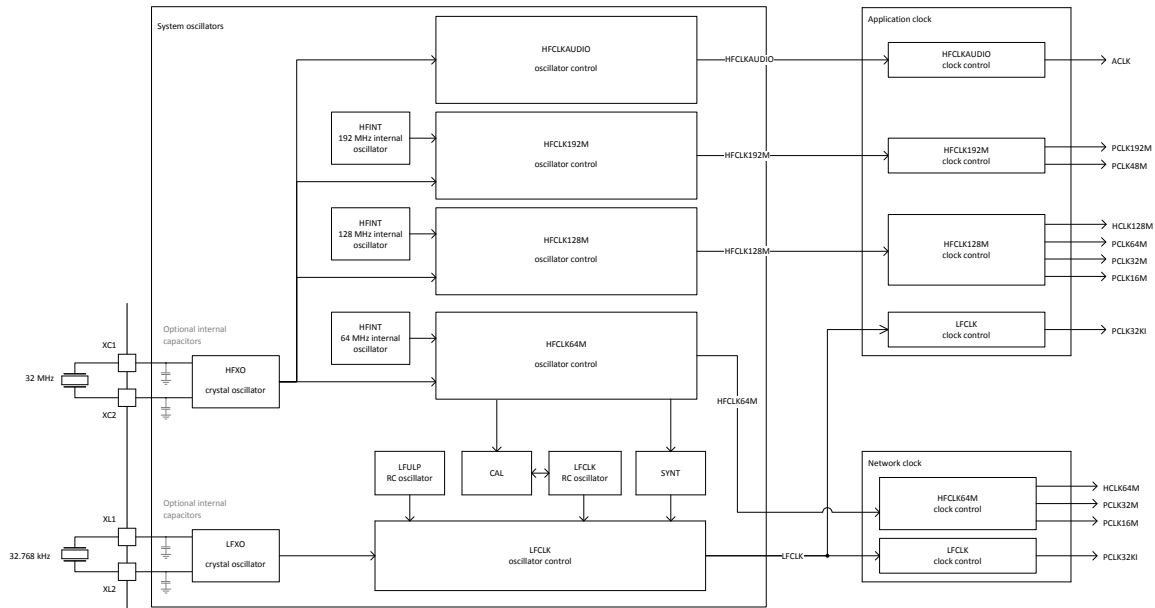 System oscillators
Application clock
HFCLKAUDIO
oscillator control
HFCLKAUDIO
HFCLKAUDIO
clock control
ACLK
HFINT
192 MHz internal
oscillator
HFCLK192M
oscillator control
HFCLK192M
HFCLK192M
clock control
PCLK192M
PCLK48M
HFINT
128 MHz internal
oscillator
HFCLK128M
oscillator control
HFCLK128M
HFCLK128M
clock control
HCLK128M
PCLK64M
PCLK32M
PCLK16M
HFINT
64 MHz internal
oscillator
HFCLK64M
oscillator control
LFCLK
clock control
PCLK32KI
Optional internal
capacitors
XC1
32 MHz
XC2
HFXO
crystal oscillator
HFCLK64M
LFULP
RC oscillator
CAL
LFCLK
RC oscillator
SYNT
Network clock
HFCLK64M
clock control
HCLK64M
PCLK32M
PCLK16M
Optional internal
capacitors
XL1
32.768 kHz
XL2
LFXO
crystal oscillator
LFCLK
oscillator control
LFCLK
LFCLK
clock control
PCLK32KI